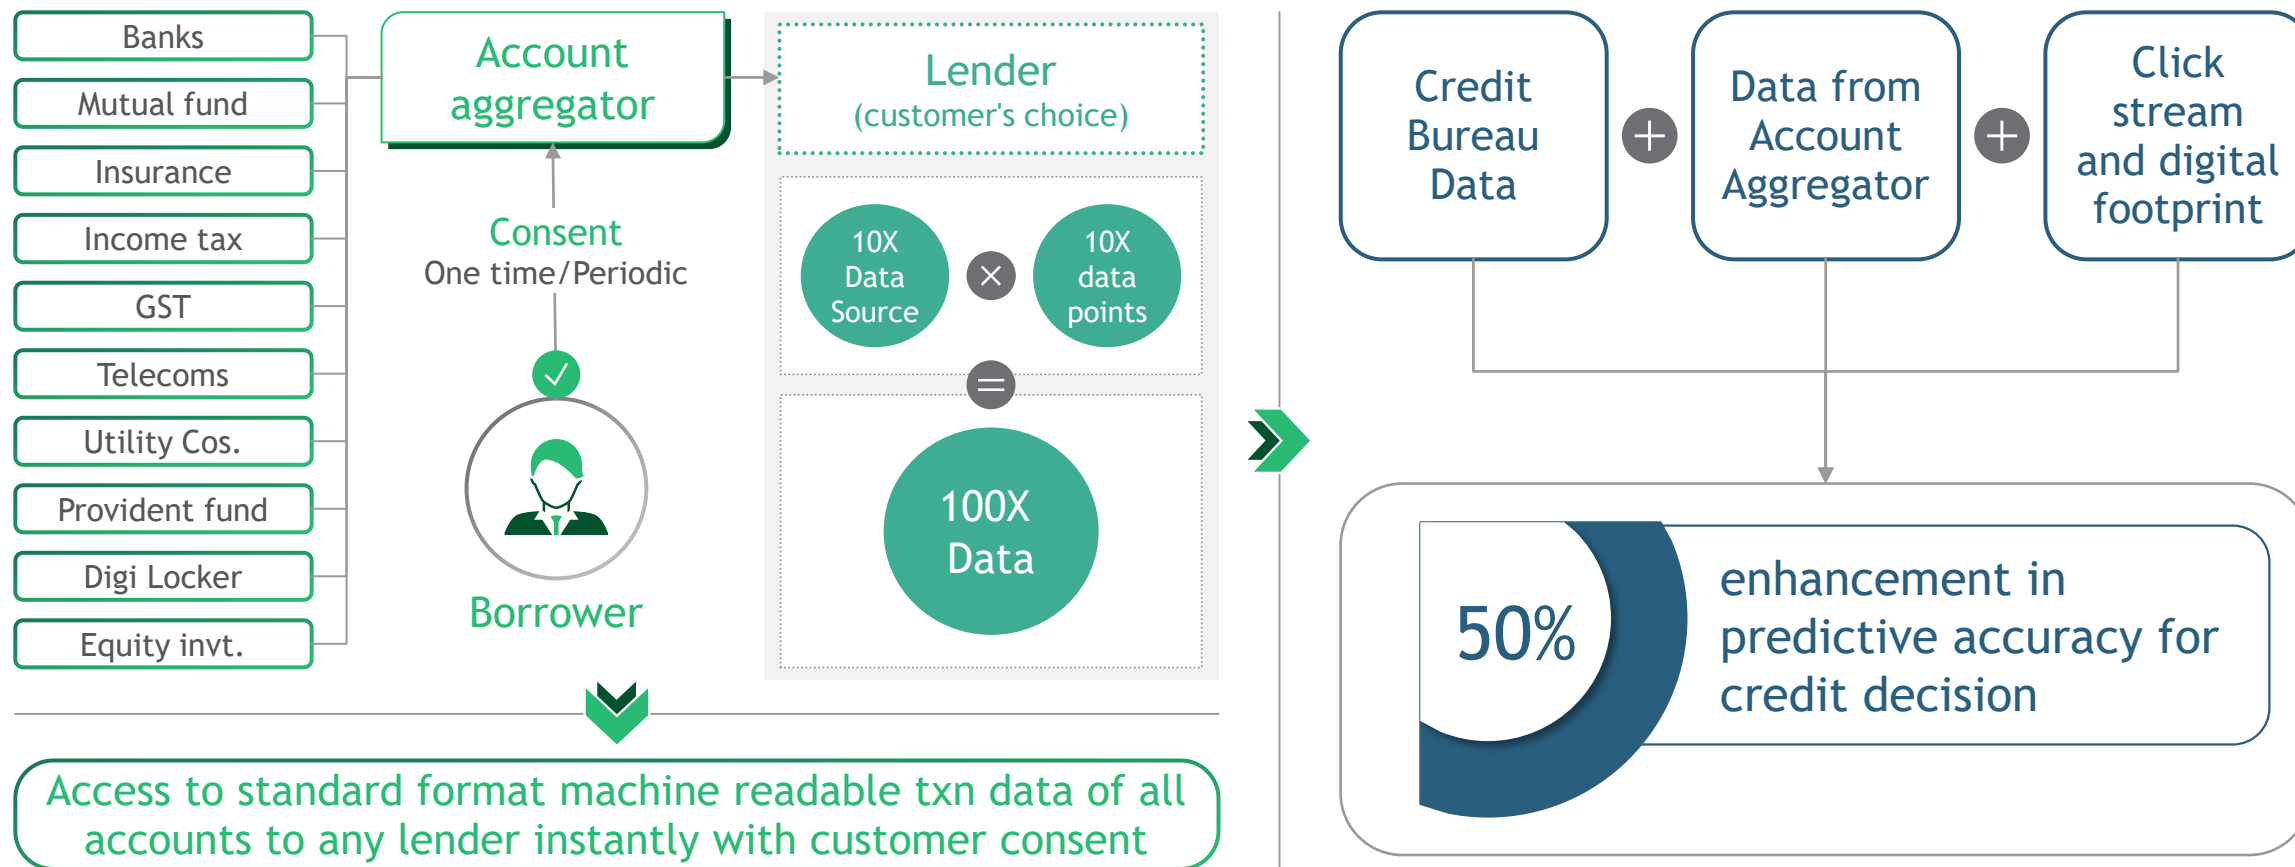 Banks
Mutual fund
Insurance
Income tax
GST
Telecoms
Utility Cos.
Provident fund
Digi Locker
Equity invt.
Account
aggregator
Consent
One time/Periodic
Borrower
Lender
(customer's choice)
10X
Data
Source
×
10X
data
points
=
100X
Data
Access to standard format machine readable txn data of all
accounts to any lender instantly with customer consent
Credit
Bureau
Data
+
Data from
Account
Aggregator
+
Click
stream
and digital
footprint
50%
enhancement in
predictive accuracy for
credit decision